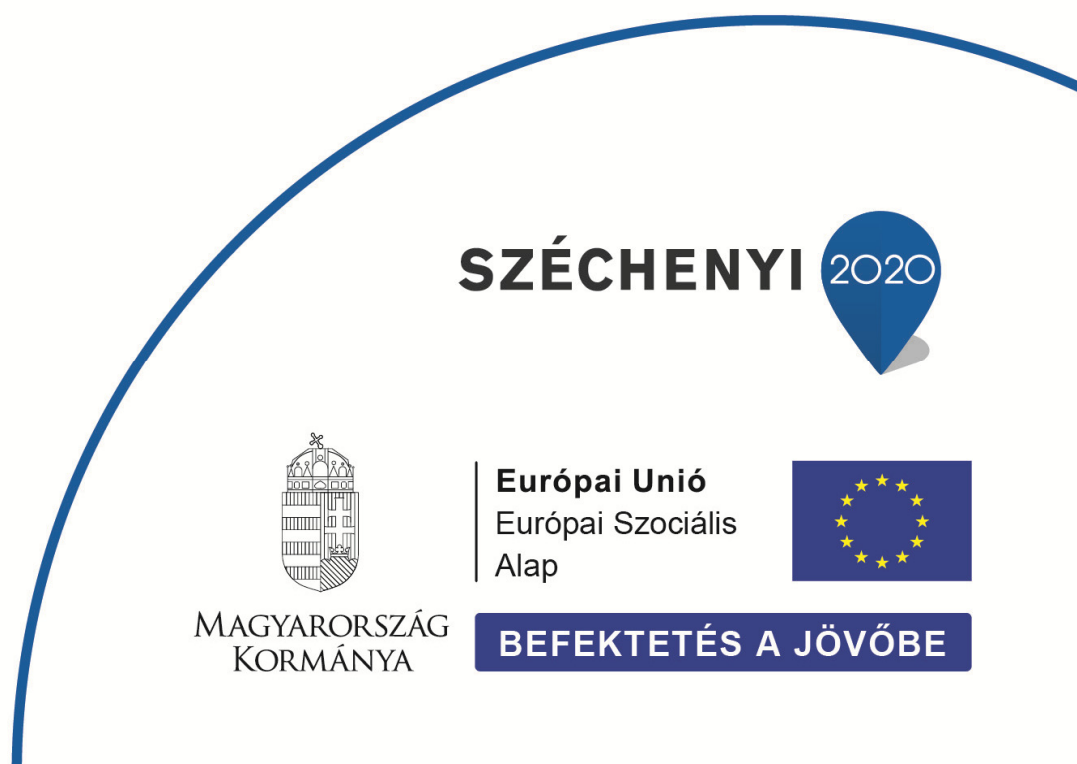 SZÉCHENYI 2020
Európai Unió
Európai Szociális
Alap
MAGYARORSZÁG
KORMÁNYA
BEFEKTETÉS A JÖVŐBE